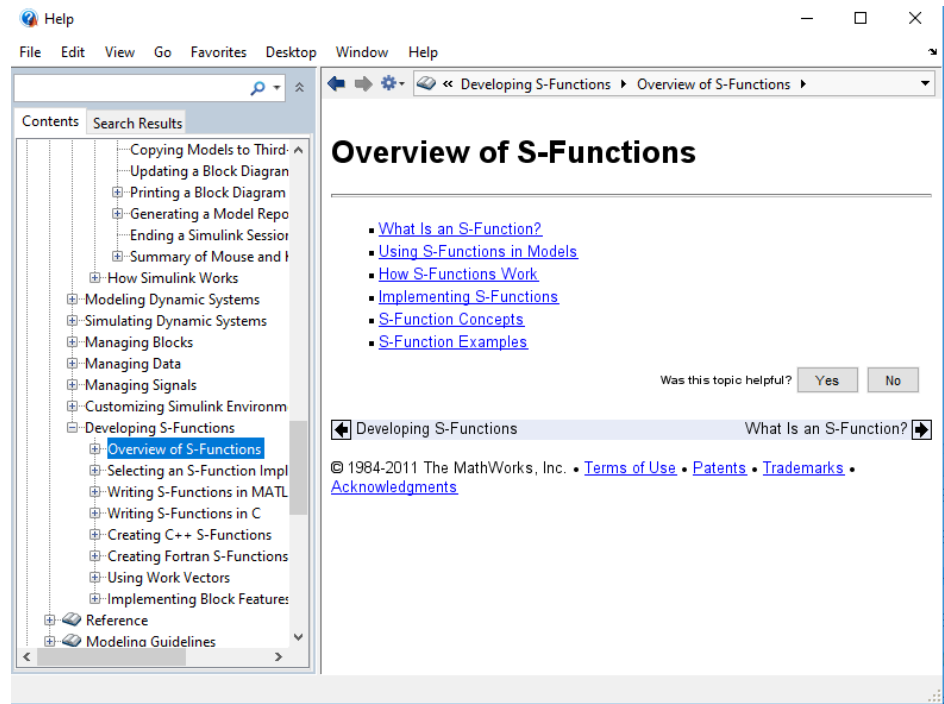 Help
File Edit View Go Favorites Desktop Window Help
« Developing S-Functions Overview of S-Functions
Contents Search Results
Copying Models to Third-
Updating a Block Diagran
Printing a Block Diagram
Generating a Model Repo
Ending a Simulink Session
Summary of Mouse and
How Simulink Works
Modeling Dynamic Systems
Simulating Dynamic Systems
Managing Blocks
Managing Data
Managing Signals
Customizing Simulink Environm
Developing S-Functions
Overview of S-Functions
Selecting an S-Function Impl
Writing S-Functions in MATL
Writing S-Functions in C
Creating C++ S-Functions
Creating Fortran S-Functions
Using Work Vectors
Implementing Block Features
Reference
Modeling Guidelines
Overview of S-Functions
What Is an S-Function?
Using S-Functions in Models
How S-Functions Work
Implementing S-Functions
S-Function Concepts
S-Function Examples
Was this topic helpful? Yes No
Developing S-Functions What Is an S-Function?
© 1984-2011 The MathWorks, Inc. • Terms of Use • Patents • Trademarks •
Acknowledgments